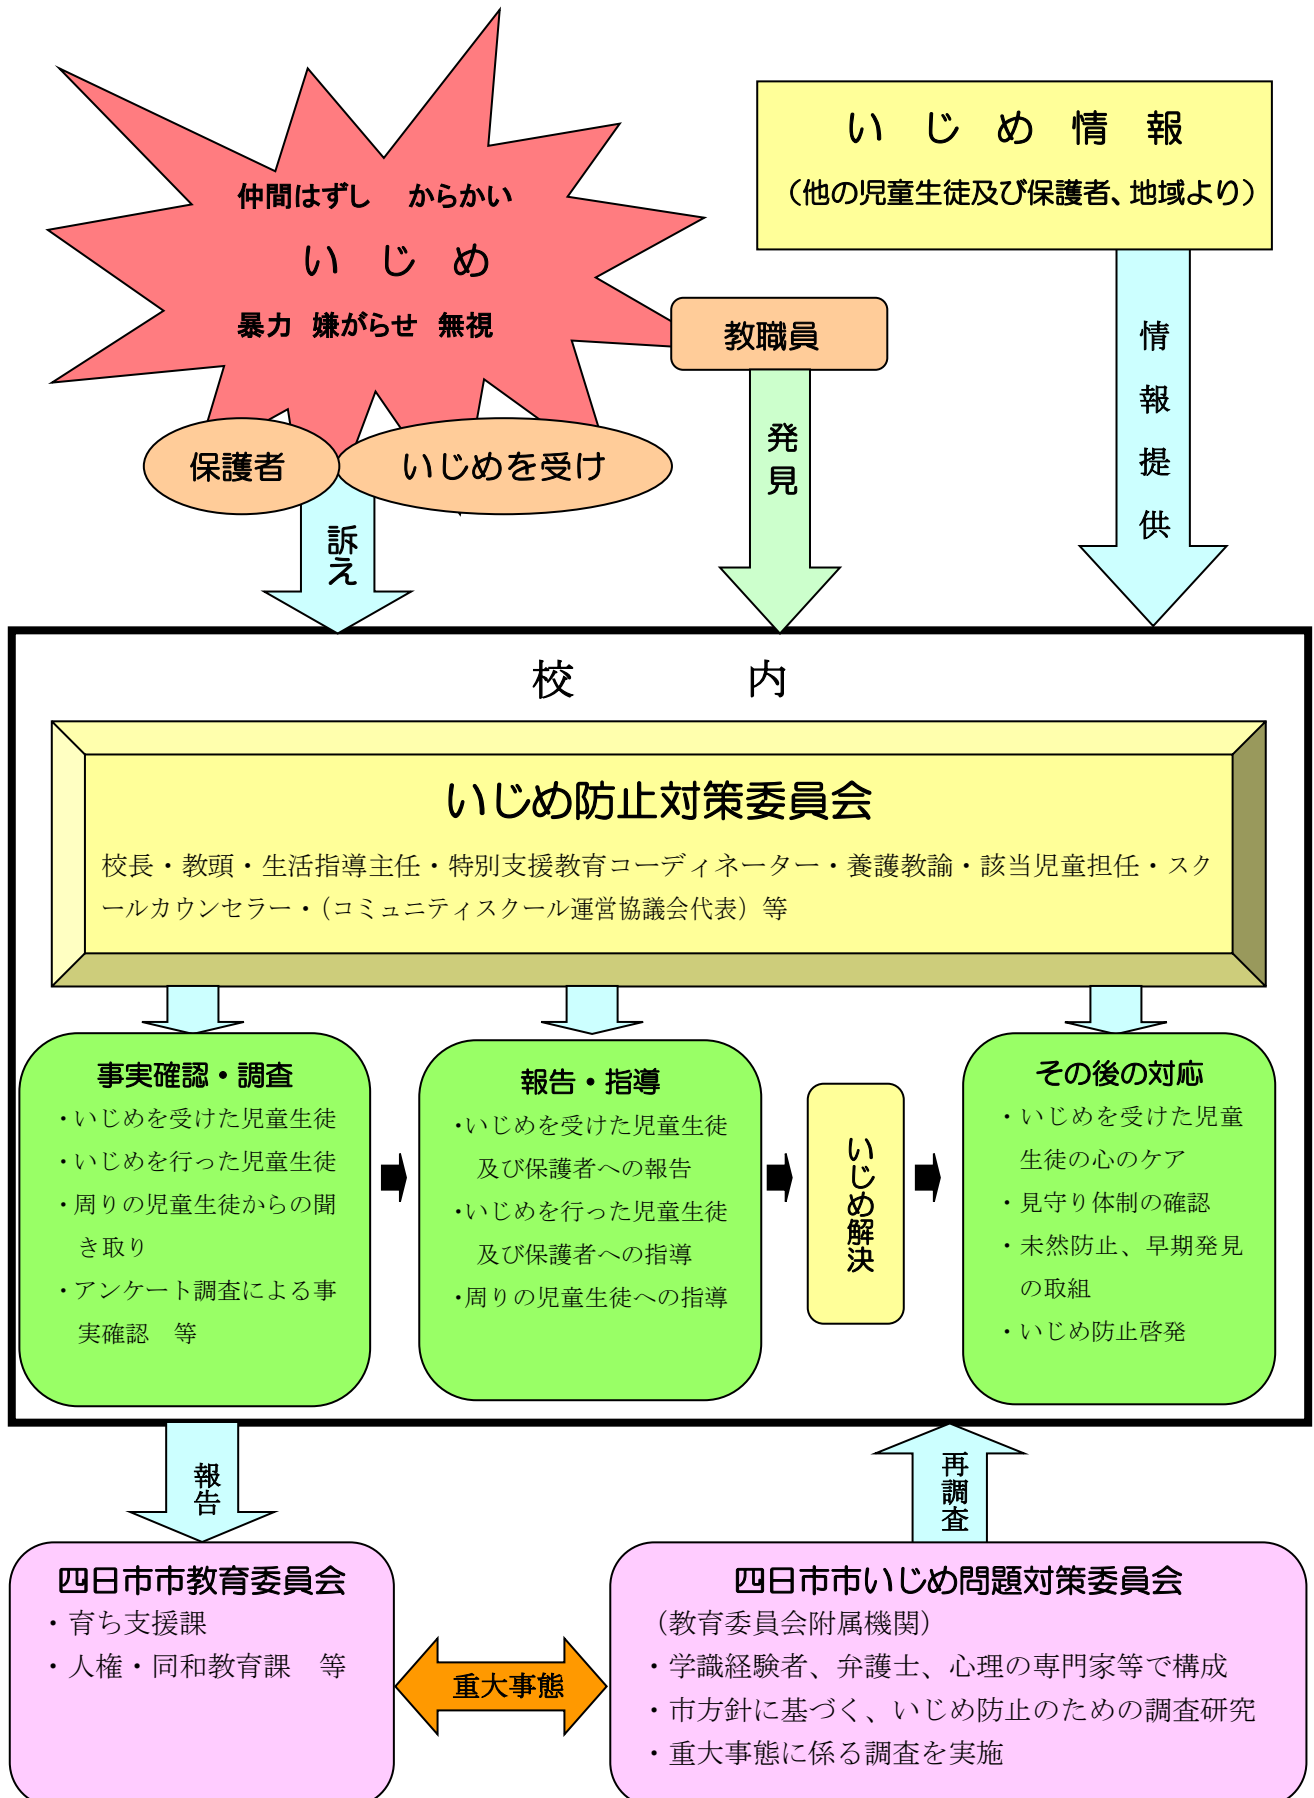 仲間はずし　からかい
い　じ　め
暴力　嫌がらせ　無視
い　じ　め　情　報
（他の児童生徒及び保護者、地域より）
教職員
保護者
いじめを受け
訴え
発見
情報提供
校　　　　内
いじめ防止対策委員会
校長・教頭・生活指導主任・特別支援教育コーディネーター・養護教諭・該当児童担任・スク
ールカウンセラー・（コミュニティスクール運営協議会代表）等
事実確認・調査
・いじめを受けた児童生徒
・いじめを行った児童生徒
・周りの児童生徒からの聞
き取り
・アンケート調査による事
実確認　等
報告・指導
・いじめを受けた児童生徒
及び保護者への報告
・いじめを行った児童生徒
及び保護者への指導
・周りの児童生徒への指導
いじめ解決
その後の対応
・いじめを受けた児童
生徒の心のケア
・見守り体制の確認
・未然防止、早期発見
の取組
・いじめ防止啓発
報告
再調査
四日市市教育委員会
・育ち支援課
・人権・同和教育課　等
重大事態
四日市市いじめ問題対策委員会
（教育委員会附属機関）
・学識経験者、弁護士、心理の専門家等で構成
・市方針に基づく、いじめ防止のための調査研究
・重大事態に係る調査を実施